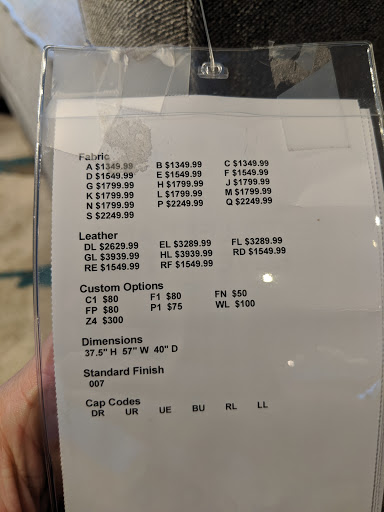 Fabric
A $1349.99 B $1349.99 C $1349.99
D $1549.99 E $1549.99 F $1549.99
G $1799.99 H $1799.99 J $1799.99
K $1799.99 L $1799.99 M $1799.99
N $1799.99 P $2249.99 Q $2249.99
S $2249.99
Leather
DL $2629.99 EL $3289.99 FL $3289.99
GL $3939.99 HL $3939.99 RD $1549.99
RE $1549.99 RF $1549.99
Custom Options
C1 $80 F1 $80 FN $50
FP $80 P1 $75 WL $100
Z4 $300
Dimensions
37.5" H 57" W 40" D
Standard Finish
007
Cap Codes
DR UR UE BU RL LL